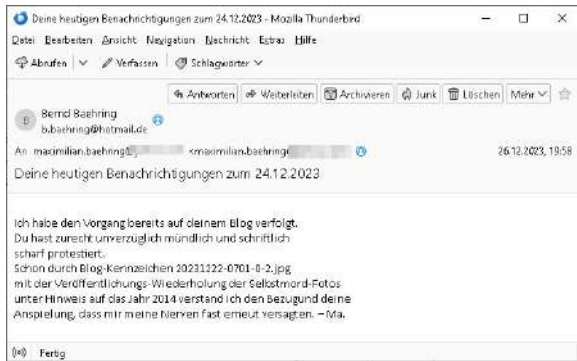 Deine heutigen Benachrichtigungen zum 24.12.2023 - Mozilla Thunderbird
Datei Bearbeiten Ansicht Navigation Nachricht Extras Hilfe
Abrufen Verfassen Schlagwörter
Antworten Weiterleiten Archivieren Junk Löschen Mehr
B Bernd Baehring
b.baehring@hotmail.de
An maximilian.baehring <maximilian.baehring 26.12.2023, 19:58
Deine heutigen Benachrichtigungen zum 24.12.2023
Ich habe den Vorgang bereits auf deinem Blog verfolgt.
Du hast zurecht unverzüglich mündlich und schriftlich
scharf protestiert.
Schon durch Blog-Kennzeichen 20231222-0701-0-2.jpg
mit der Veröffentlichungs-Wiederholung der Selbstmord-Fotos
unter Hinweis auf das Jahr 2014 verstand ich den Bezugund deine
Anspielung, dass mir meine Nerven fast erneut versagten. – Ma.
Fertig